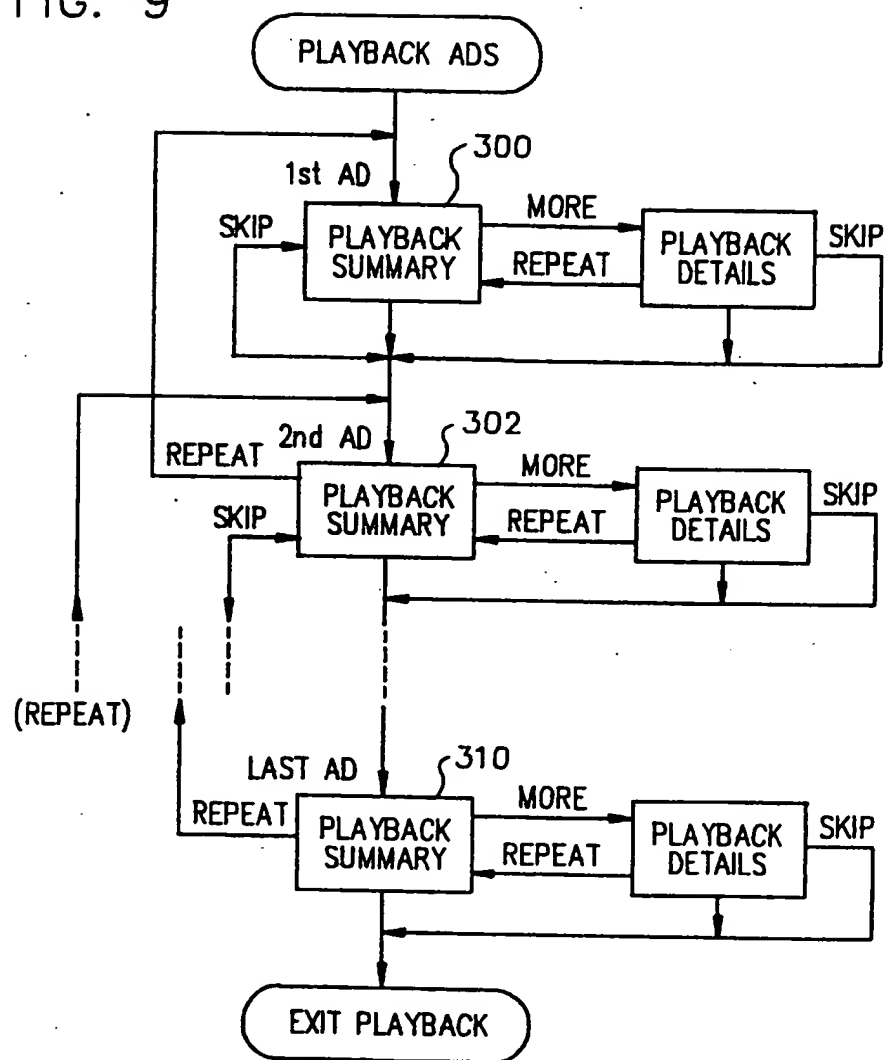 FIG. 9
PLAYBACK ADS
1st AD
300
SKIP
PLAYBACK
SUMMARY
MORE
REPEAT
PLAYBACK
DETAILS
SKIP
2nd AD
302
REPEAT
SKIP
PLAYBACK
SUMMARY
MORE
REPEAT
PLAYBACK
DETAILS
SKIP
(REPEAT)
LAST AD
310
REPEAT
PLAYBACK
SUMMARY
MORE
REPEAT
PLAYBACK
DETAILS
SKIP
EXIT PLAYBACK